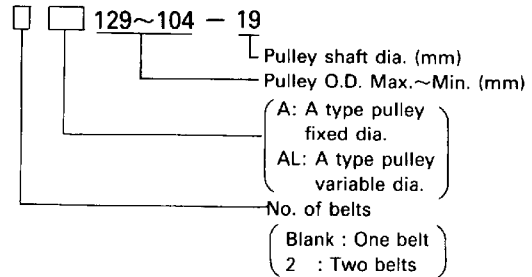 129～104 － 19
Pulley shaft dia. (mm)
Pulley O.D. Max.～Min. (mm)
A: A type pulley
fixed dia.
AL: A type pulley
variable dia.
No. of belts
Blank : One belt
2 : Two belts